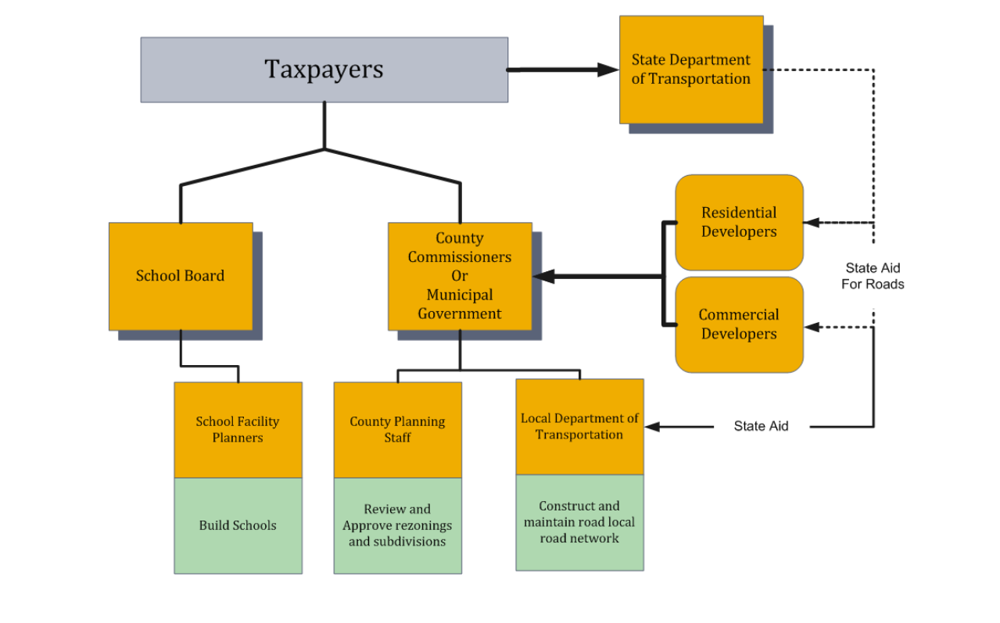 Taxpayers
State Department
of Transportation
Residential
Developers
State Aid
For Roads
School Board
County
Commissioners
Or
Municipal
Government
Commercial
Developers
School Facility
Planners
County Planning
Staff
Local Department of
Transportation
State Aid
Build Schools
Review and
Approve rezonings
and subdivisions
Construct and
maintain road local
road network